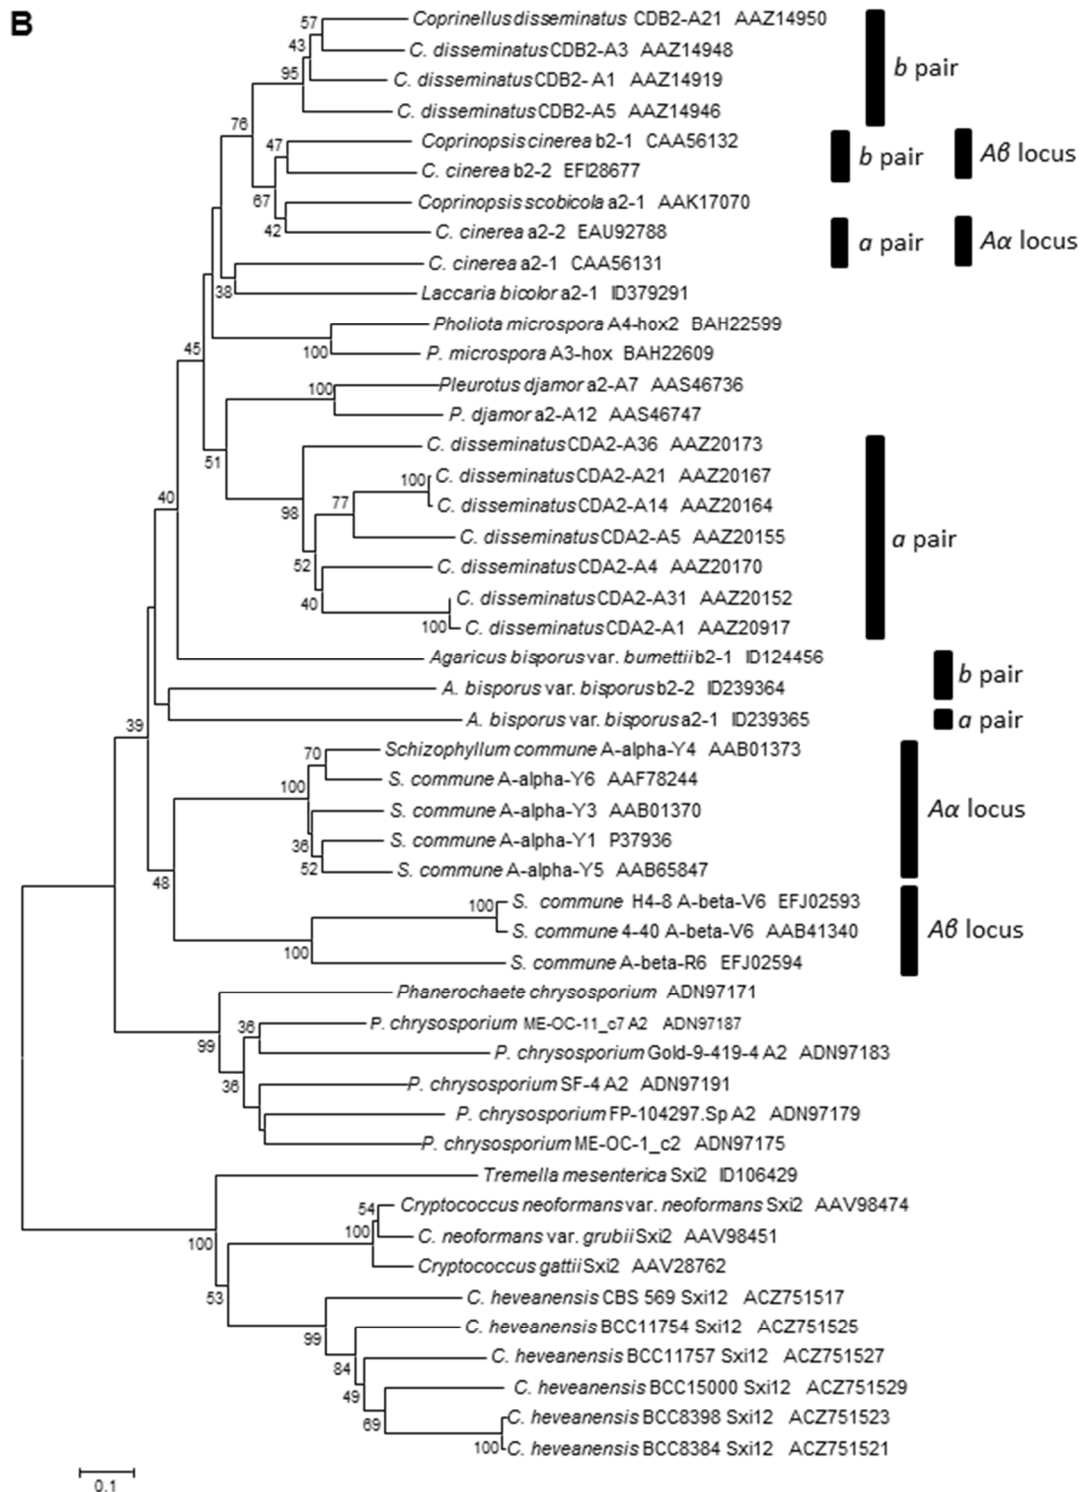 B
57 Coprinellus disseminatus CDB2-A21 AAZ14950
43 C. disseminatus CDB2-A3 AAZ14948
95 C. disseminatus CDB2- A1 AAZ14919
b pair
C. disseminatus CDB2-A5 AAZ14946
76
47 Coprinopsis cinerea b2-1 CAA56132
b pair Aβ locus
C. cinerea b2-2 EFI28677
67 Coprinopsis scobicola a2-1 AAK17070
42 C. cinerea a2-2 EAU92788
a pair Aα locus
C. cinerea a2-1 CAA56131
38 Laccaria bicolor a2-1 ID379291
Pholiota microspora A4-hox2 BAH22599
45 100 P. microspora A3-hox BAH22609
100 Pleurotus djamor a2-A7 AAS46736
P. djamor a2-A12 AAS46747
C. disseminatus CDA2-A36 AAZ20173
51
100 C. disseminatus CDA2-A21 AAZ20167
40 77 C. disseminatus CDA2-A14 AAZ20164
98 C. disseminatus CDA2-A5 AAZ20155
a pair
52 C. disseminatus CDA2-A4 AAZ20170
40 C. disseminatus CDA2-A31 AAZ20152
100 C. disseminatus CDA2-A1 AAZ20917
Agaricus bisporus var. burnettii b2-1 ID124456
b pair
A. bisporus var. bisporus b2-2 ID239364
39 A. bisporus var. bisporus a2-1 ID239365
a pair
70 Schizophyllum commune A-alpha-Y4 AAB01373
100 S. commune A-alpha-Y6 AAF78244
S. commune A-alpha-Y3 AAB01370
Aα locus
36 S. commune A-alpha-Y1 P37936
52 S. commune A-alpha-Y5 AAB65847
48
100 S. commune H4-8 A-beta-V6 EFJ02593
S. commune 4-40 A-beta-V6 AAB41340
Aβ locus
100 S. commune A-beta-R6 EFJ02594
Phanerochaete chrysosporium ADN97171
36 P. chrysosporium ME-OC-11_c7 A2 ADN97187
99 P. chrysosporium Gold-9-419-4 A2 ADN97183
36 P. chrysosporium SF-4 A2 ADN97191
P. chrysosporium FP-104297.Sp A2 ADN97179
P. chrysosporium ME-OC-1_c2 ADN97175
Tremella mesenterica Sxi2 ID106429
54 Cryptococcus neoformans var. neoformans Sxi2 AAV98474
100 100 C. neoformans var. grubii Sxi2 AAV98451
Cryptococcus gattii Sxi2 AAV28762
53 C. heveanensis CBS 569 Sxi12 ACZ751517
99 C. heveanensis BCC11754 Sxi12 ACZ751525
84 C. heveanensis BCC11757 Sxi12 ACZ751527
49 C. heveanensis BCC15000 Sxi12 ACZ751529
69 C. heveanensis BCC8398 Sxi12 ACZ751523
100 C. heveanensis BCC8384 Sxi12 ACZ751521
0.1